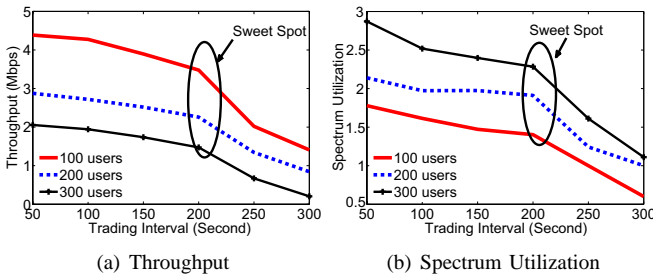 Throughput (Mbps)
5
4
3
2
1
0
Sweet Spot
100 users
200 users
300 users
50 100 150 200 250 300
Trading Interval (Second)
(a) Throughput
Spectrum Utilization
3
2.5
2
1.5
1
0.5
Sweet Spot
100 users
200 users
300 users
50 100 150 200 250 300
Trading Interval (Second)
(b) Spectrum Utilization